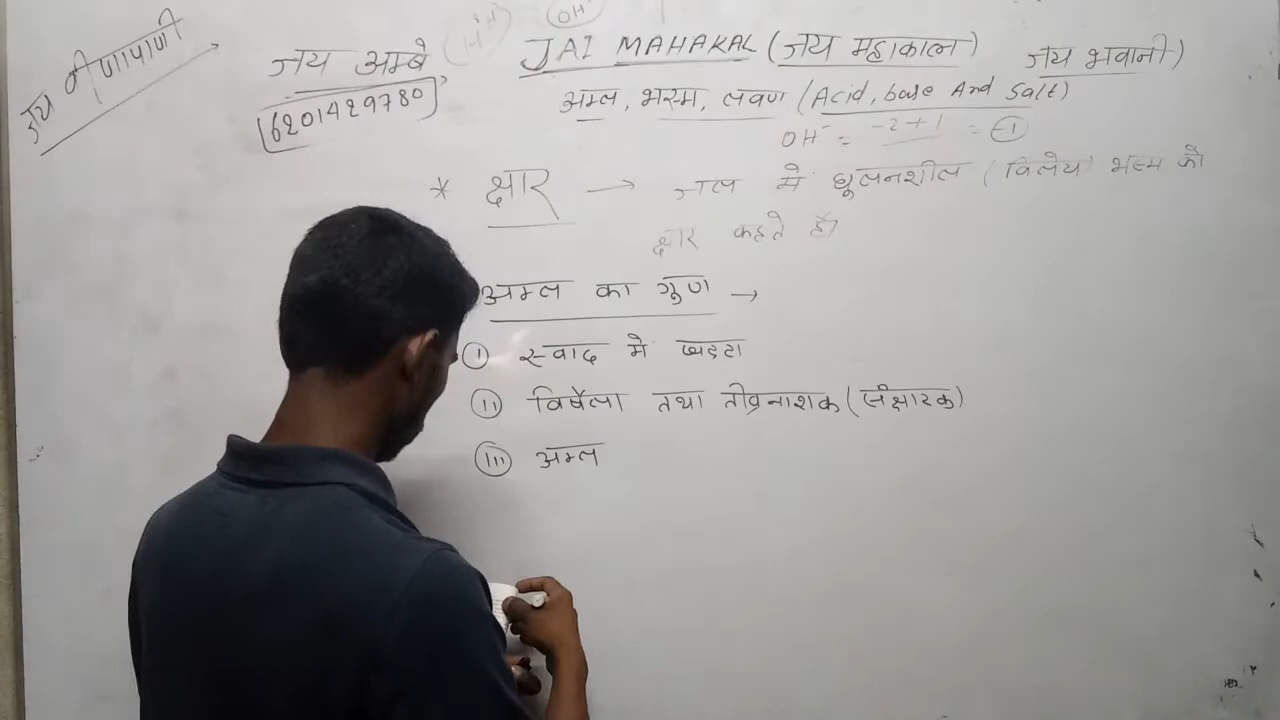 जय वीणापाणी
जय अम्बे
6201429780
OH⁻
JAI MAHAKAL (जय महाकाल)
जय भवानी)
अम्ल, भस्म, लवण (Acid, base And Salt)
OH⁻ = -2+1 = -1
* क्षार → जल में घूलनशील (विलेय) भस्म को
क्षार कहते है।
अम्ल का गुण →
(i) स्वाद मे खट्टा
(ii) विषैला तथा तीव्रनाशक (संक्षारक)
(iii) अम्ल